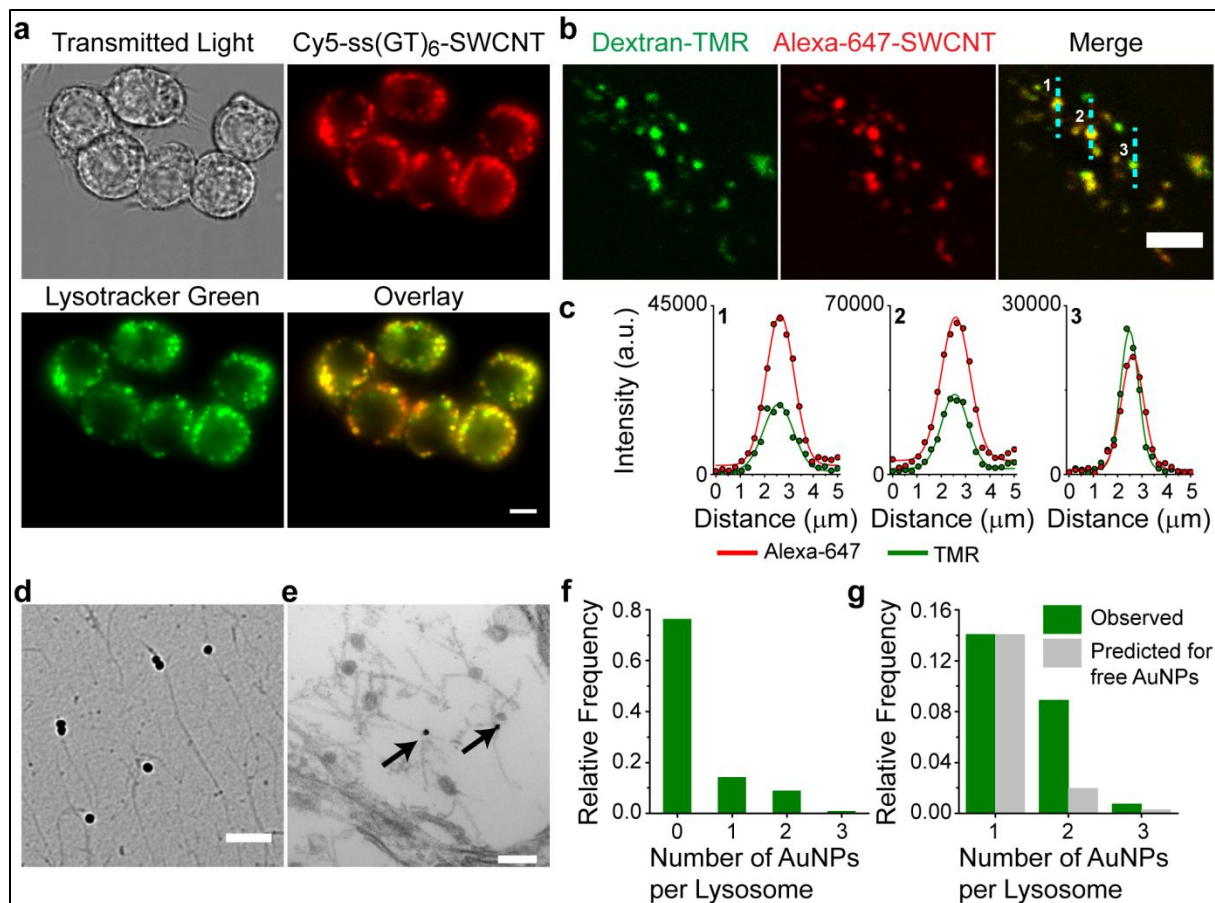 a
Transmitted Light
Cy5-ss(GT)6-SWCNT
Lysotracker Green
Overlay
b
Dextran-TMR
Alexa-647-SWCNT
Merge
1
2
3
c
Intensity (a.u.)
45000
0
1
0 1 2 3 4 5
Distance (μm)
70000
0
2
0 1 2 3 4 5
Distance (μm)
30000
0
3
0 1 2 3 4 5
Distance (μm)
Alexa-647
TMR
d
e
f
Relative Frequency
0.8
0.6
0.4
0.2
0.0
0 1 2 3
Number of AuNPs
per Lysosome
g
Relative Frequency
0.16
0.12
0.08
0.04
0.00
Observed
Predicted for
free AuNPs
1 2 3
Number of AuNPs
per Lysosome